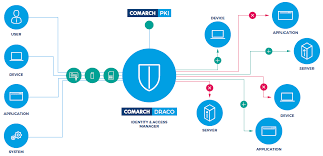 COMARCH PKI
USER
DEVICE
APPLICATION
SYSTEM
COMARCH DRACO
IDENTITY & ACCESS
MANAGER
DEVICE
APPLICATION
SERVER
DEVICE
SERVER
APPLICATION